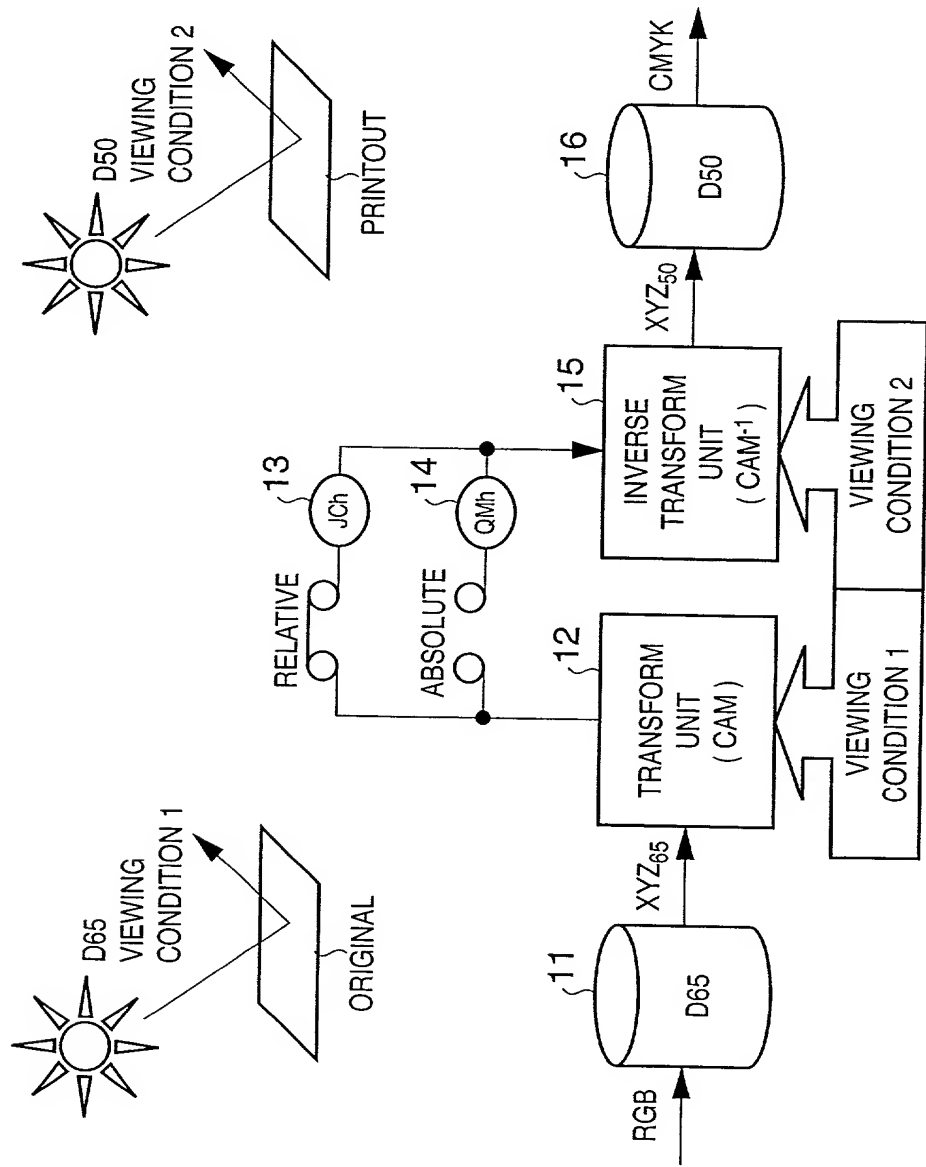 D65
VIEWING
CONDITION 1
ORIGINAL
D50
VIEWING
CONDITION 2
PRINTOUT
RELATIVE
13
JCh
ABSOLUTE
14
QMh
RGB
11
D65
XYZ65
12
TRANSFORM
UNIT
(CAM)
15
INVERSE
TRANSFORM
UNIT
(CAM-1)
XYZ50
16
D50
CMYK
VIEWING
CONDITION 1
VIEWING
CONDITION 2